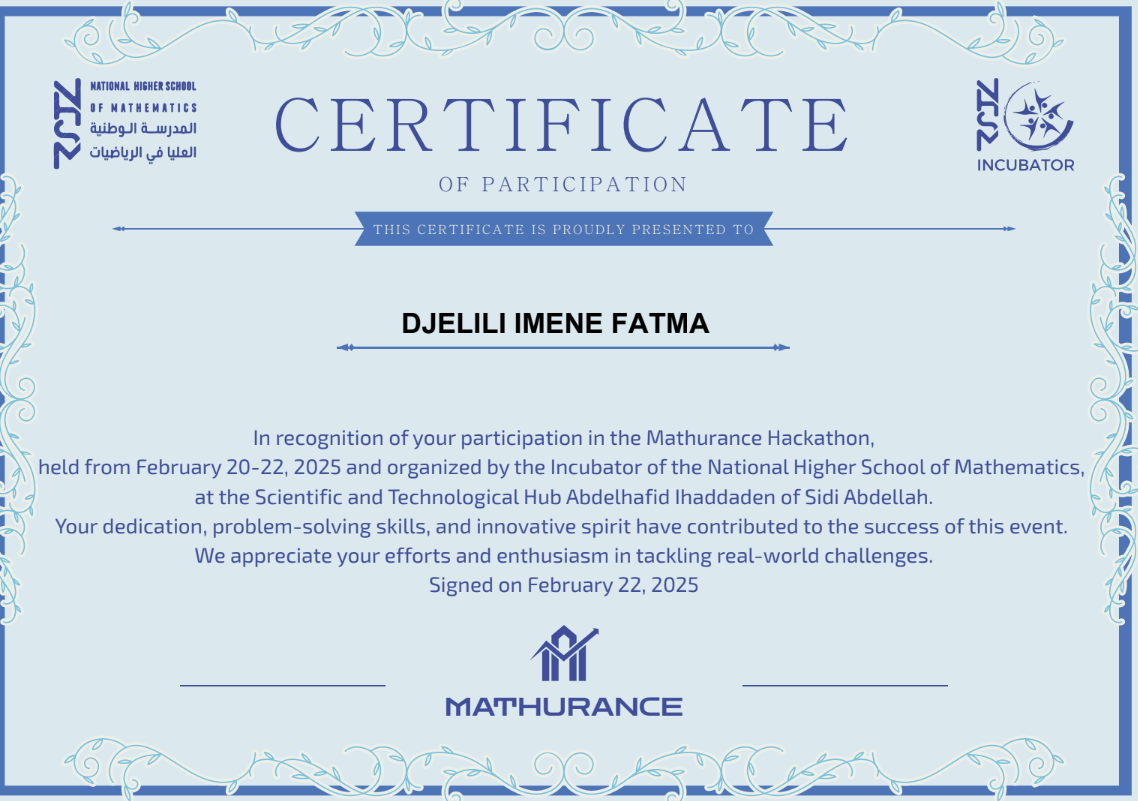 NATIONAL HIGHER SCHOOL
OF MATHEMATICS
المدرسـة الـوطنية
العليا في الرياضيات
CERTIFICATE
INCUBATOR
OF PARTICIPATION
THIS CERTIFICATE IS PROUDLY PRESENTED TO
DJELILI IMENE FATMA
In recognition of your participation in the Mathurance Hackathon,
held from February 20-22, 2025 and organized by the Incubator of the National Higher School of Mathematics,
at the Scientific and Technological Hub Abdelhafid Ihaddaden of Sidi Abdellah.
Your dedication, problem-solving skills, and innovative spirit have contributed to the success of this event.
We appreciate your efforts and enthusiasm in tackling real-world challenges.
Signed on February 22, 2025
MATHURANCE